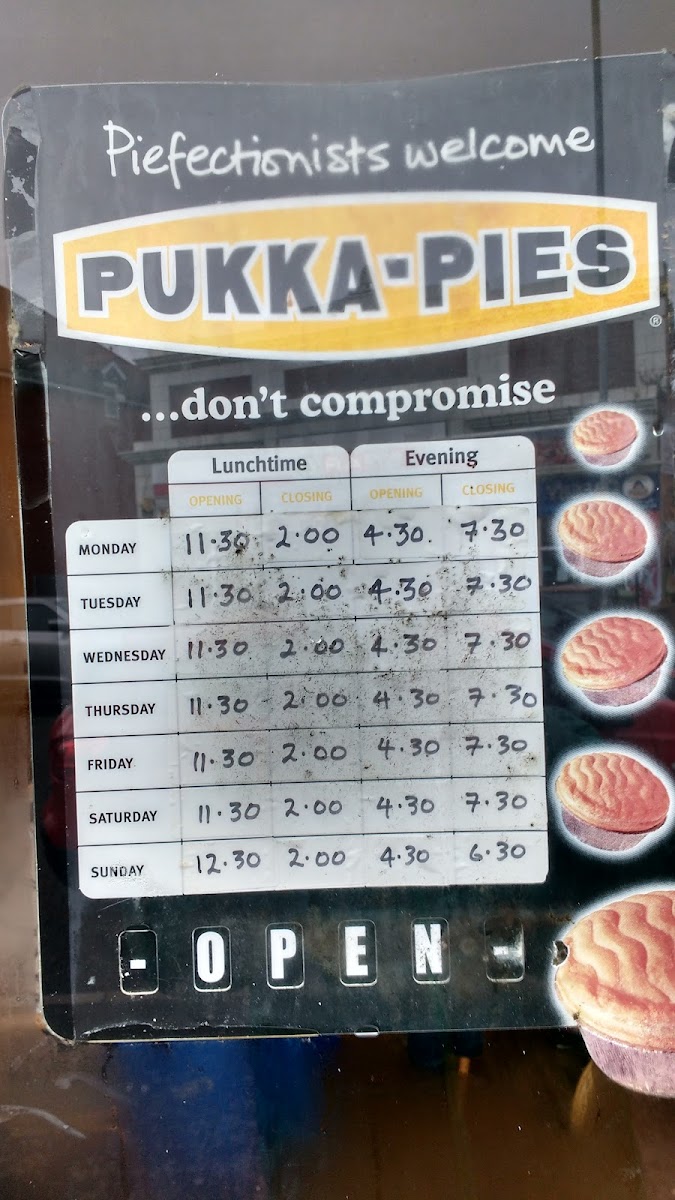 Piefectionists welcome
PUKKA-PIES
®
...don't compromise
Lunchtime Evening
OPENING CLOSING OPENING CLOSING
MONDAY 11·30 2·00 4·30 7·30
TUESDAY 11·30 2·00 4·30 7·30
WEDNESDAY 11·30 2·00 4·30 7·30
THURSDAY 11·30 2·00 4·30 7·30
FRIDAY 11·30 2·00 4·30 7·30
SATURDAY 11·30 2·00 4·30 7·30
SUNDAY 12·30 2·00 4·30 6·30
- OPEN -